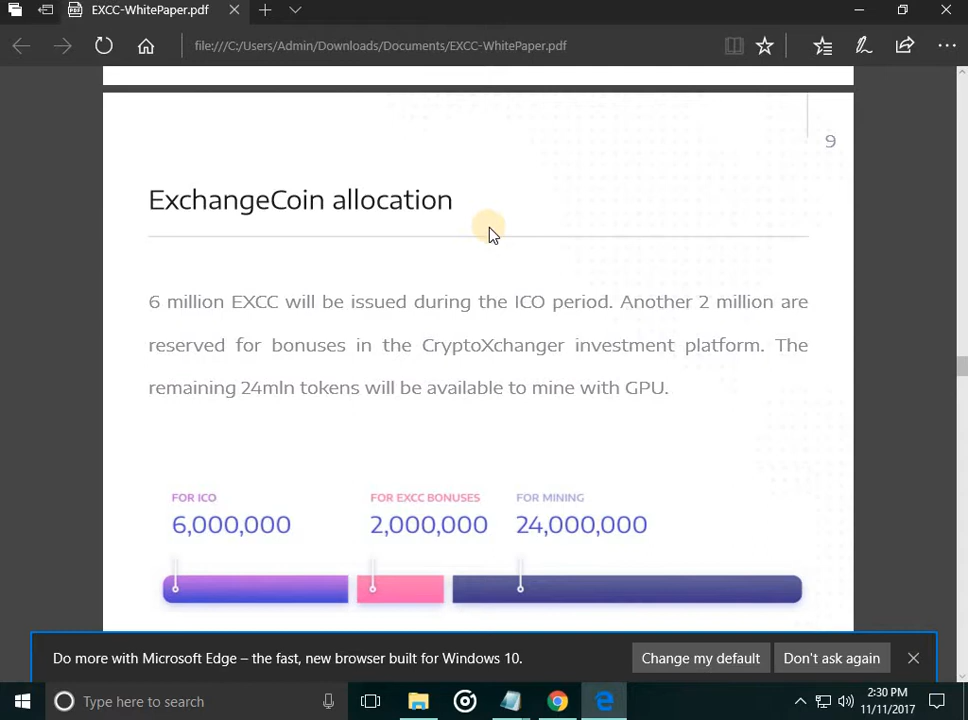 EXCC-WhitePaper.pdf
file:///C:/Users/Admin/Downloads/Documents/EXCC-WhitePaper.pdf
9
ExchangeCoin allocation
6 million EXCC will be issued during the ICO period. Another 2 million are
reserved for bonuses in the CryptoXchanger investment platform. The
remaining 24mln tokens will be available to mine with GPU.
FOR ICO FOR EXCC BONUSES FOR MINING
6,000,000 2,000,000 24,000,000
Do more with Microsoft Edge – the fast, new browser built for Windows 10. Change my default Don't ask again
Type here to search
2:30 PM
11/11/2017